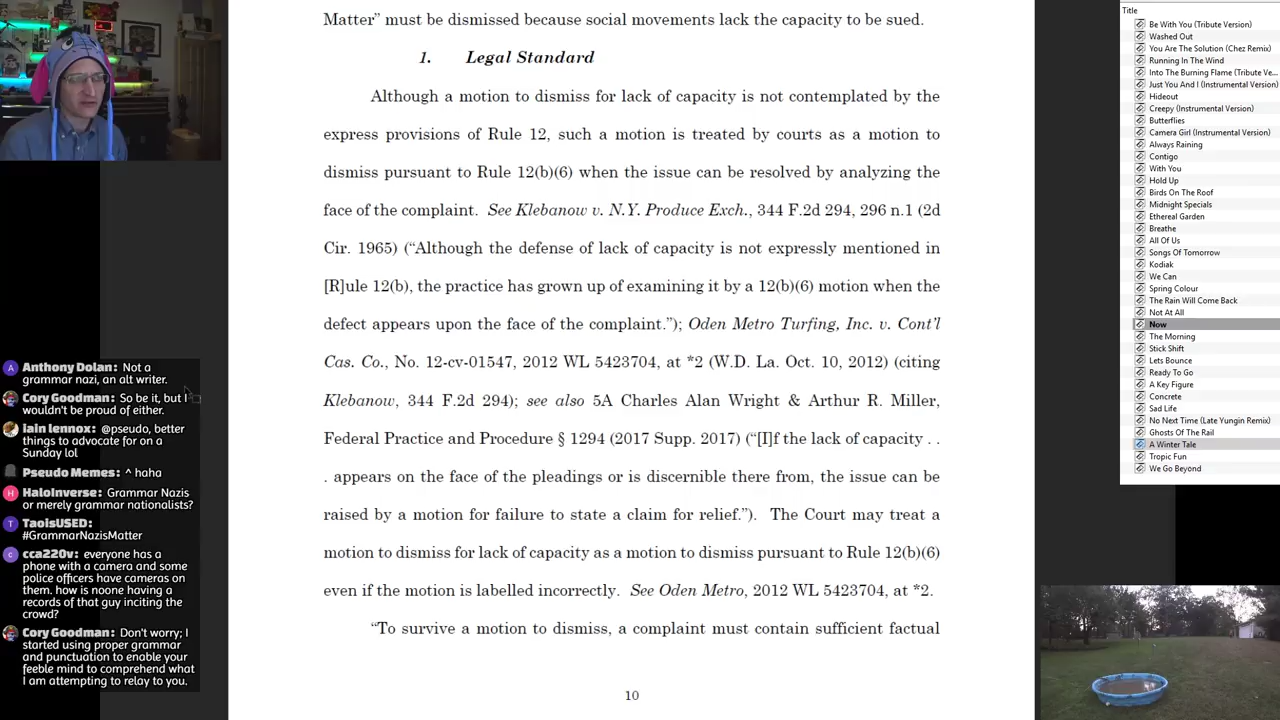 Matter” must be dismissed because social movements lack the capacity to be sued.
1. Legal Standard
Although a motion to dismiss for lack of capacity is not contemplated by the
express provisions of Rule 12, such a motion is treated by courts as a motion to
dismiss pursuant to Rule 12(b)(6) when the issue can be resolved by analyzing the
face of the complaint. See Klebanow v. N.Y. Produce Exch., 344 F.2d 294, 296 n.1 (2d
Cir. 1965) (“Although the defense of lack of capacity is not expressly mentioned in
[R]ule 12(b), the practice has grown up of examining it by a 12(b)(6) motion when the
defect appears upon the face of the complaint.”); Oden Metro Turfing, Inc. v. Cont’l
Cas. Co., No. 12-cv-01547, 2012 WL 5423704, at *2 (W.D. La. Oct. 10, 2012) (citing
Klebanow, 344 F.2d 294); see also 5A Charles Alan Wright & Arthur R. Miller,
Federal Practice and Procedure § 1294 (2017 Supp. 2017) (“[I]f the lack of capacity . .
. appears on the face of the pleadings or is discernible there from, the issue can be
raised by a motion for failure to state a claim for relief.”). The Court may treat a
motion to dismiss for lack of capacity as a motion to dismiss pursuant to Rule 12(b)(6)
even if the motion is labelled incorrectly. See Oden Metro, 2012 WL 5423704, at *2.
“To survive a motion to dismiss, a complaint must contain sufficient factual
10
Anthony Dolan: Not a
grammar nazi, an alt writer.
Cory Goodman: So be it, but I
wouldn't be proud of either.
Iain lennox: @pseudo, better
things to advocate for on a
Sunday lol
Pseudo Memes: ^ haha
HaloInverse: Grammar Nazis
or merely grammar nationalists?
TaoisUSED:
#GrammarNazisMatter
cca220v: everyone has a
phone with a camera and some
police officers have cameras on
them. how is noone having a
records of that guy inciting the
crowd?
Cory Goodman: Don't worry; I
started using proper grammar
and punctuation to enable your
feeble mind to comprehend what
I am attempting to relay to you.
Title
Be With You (Tribute Version)
Washed Out
You Are The Solution (Chez Remix)
Running In The Wind
Into The Burning Flame (Tribute Ve...
Just You And I (Instrumental Version)
Hideout
Creepy (Instrumental Version)
Butterflies
Camera Girl (Instrumental Version)
Always Raining
Contigo
With You
Hold Up
Birds On The Roof
Midnight Specials
Ethereal Garden
Breathe
All Of Us
Songs Of Tomorrow
Kodiak
We Can
Spring Colour
The Rain Will Come Back
Not At All
Now
The Morning
Stick Shift
Lets Bounce
Ready To Go
A Key Figure
Concrete
Sad Life
No Next Time (Late Yungin Remix)
Ghosts Of The Rail
A Winter Tale
Tropic Fun
We Go Beyond